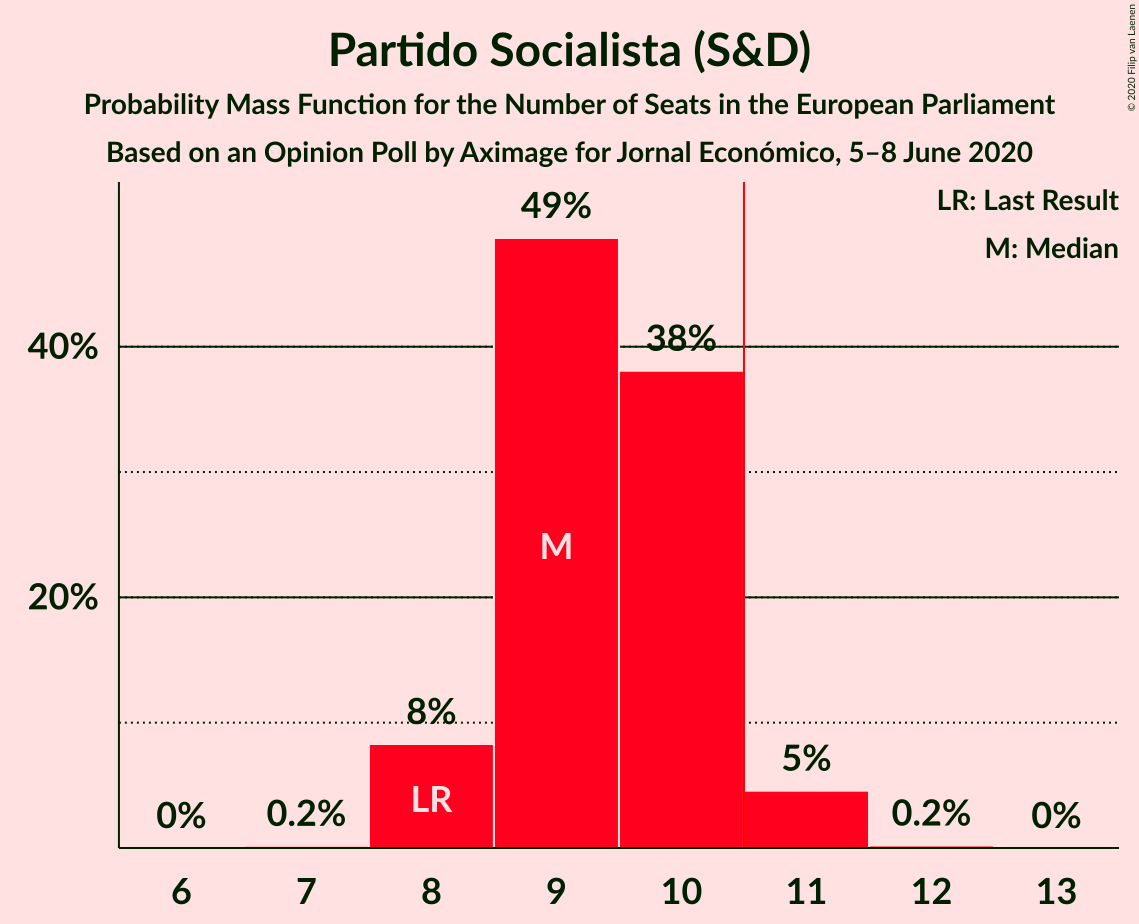 Partido Socialista (S&D)
Probability Mass Function for the Number of Seats in the European Parliament
Based on an Opinion Poll by Aximage for Jornal Económico, 5–8 June 2020
© 2020 Filip van Laenen
LR: Last Result
M: Median
49%
38%
40%
M
20%
8%
5%
LR
0%
0.2%
0.2%
0%
6
7
8
9
10
11
12
13